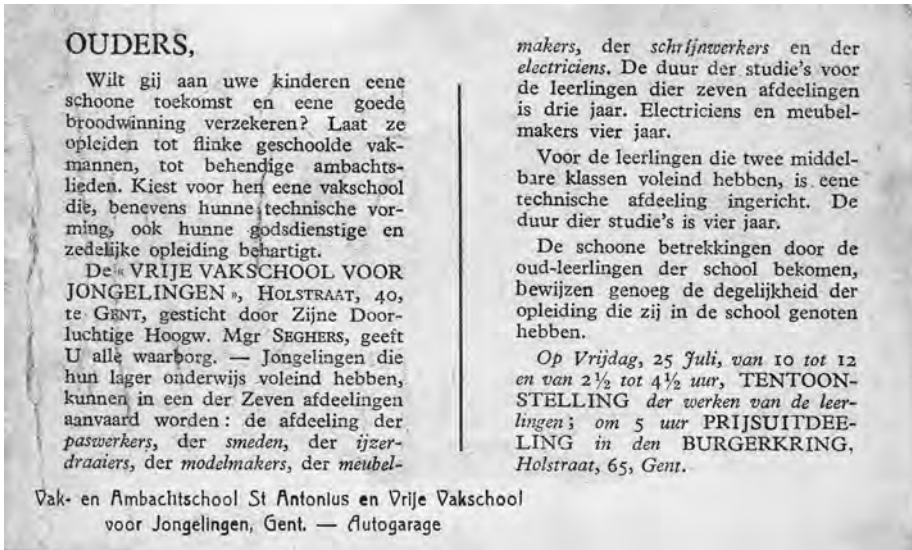 OUDERS,
Wilt gij aan uwe kinderen eene
schoone toekomst en eene goede
broodwinning verzekeren? Laat ze
opleiden tot flinke geschoolde vak-
mannen, tot behendige ambachts-
lieden. Kiest voor hen eene vakschool
die, benevens hunne technische vor-
ming, ook hunne godsdienstige en
zedelijke opleiding behartigt.
De « VRIJE VAKSCHOOL VOOR
JONGELINGEN », HOLSTRAAT, 40,
te GENT, gesticht door Zijne Door-
luchtige Hoogw. Mgr SEGHERS, geeft
U alle waarborg. — Jongelingen die
hun lager onderwijs voleind hebben,
kunnen in een der Zeven afdeelingen
aanvaard worden : de afdeeling der
paswerkers, der smeden, der ijzer-
draaiers, der modelmakers, der meubel-
makers, der schrijnwerkers en der
electriciens. De duur der studie's voor
de leerlingen dier zeven afdeelingen
is drie jaar. Electriciens en meubel-
makers vier jaar.
Voor de leerlingen die twee middel-
bare klassen voleind hebben, is eene
technische afdeeling ingericht. De
duur dier studie's is vier jaar.
De schoone betrekkingen door de
oud-leerlingen der school bekomen,
bewijzen genoeg de degelijkheid der
opleiding die zij in de school genoten
hebben.
Op Vrijdag, 25 Juli, van 10 tot 12
en van 2½ tot 4½ uur, TENTOON-
STELLING der werken van de leer-
lingen ; om 5 uur PRIJSUITDEE-
LING in den BURGERKRING,
Holstraat, 65, Gent.
Vak- en Ambachtschool St Antonius en Vrije Vakschool
voor Jongelingen, Gent. — Autogarage